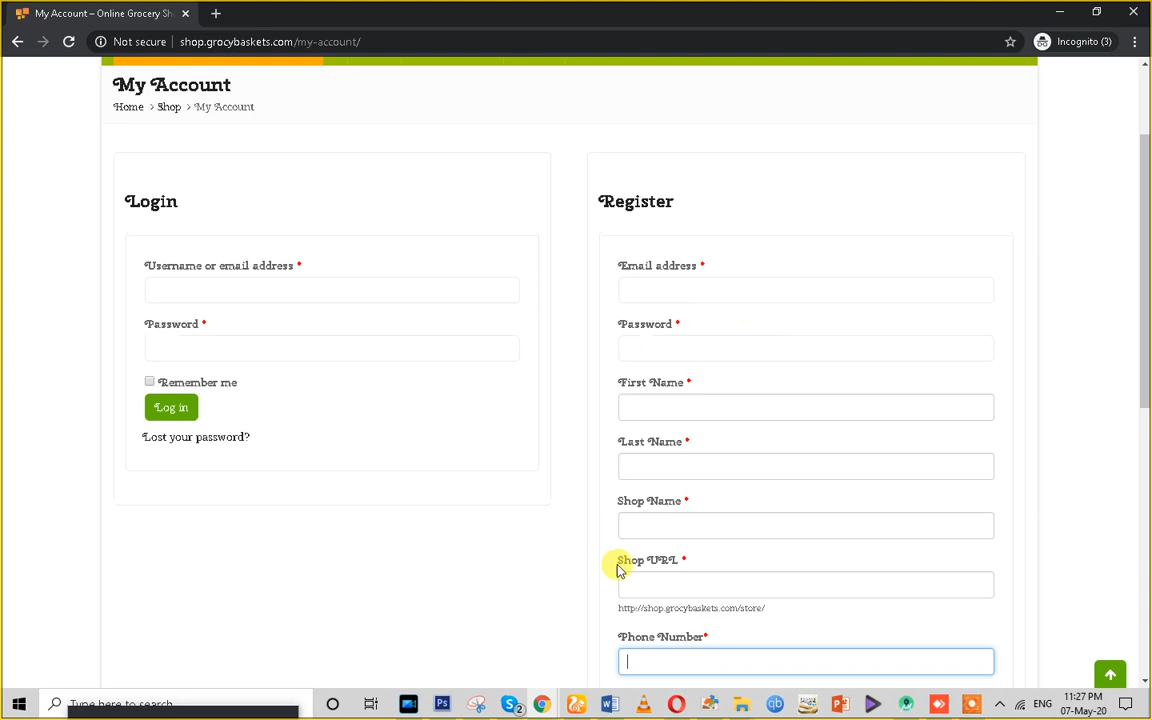 My Account – Online Grocery Sh
Not secure
shop.grocybaskets.com/my-account/
Incognito (3)
My Account
Home > Shop > My Account
Login
Username or email address *
Password *
Remember me
Log in
Lost your password?
Register
Email address *
Password *
First Name *
Last Name *
Shop Name *
Shop URL *
http://shop.grocybaskets.com/store/
Phone Number*
Type here to search
ENG
11:27 PM
07-May-20